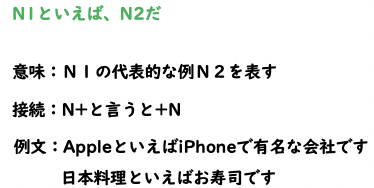 N1といえば、N2だ
意味：Ｎ１の代表的な例Ｎ２を表す
接続：N+と言うと+N
例文：AppleといえばiPhoneで有名な会社です
日本料理といえばお寿司です